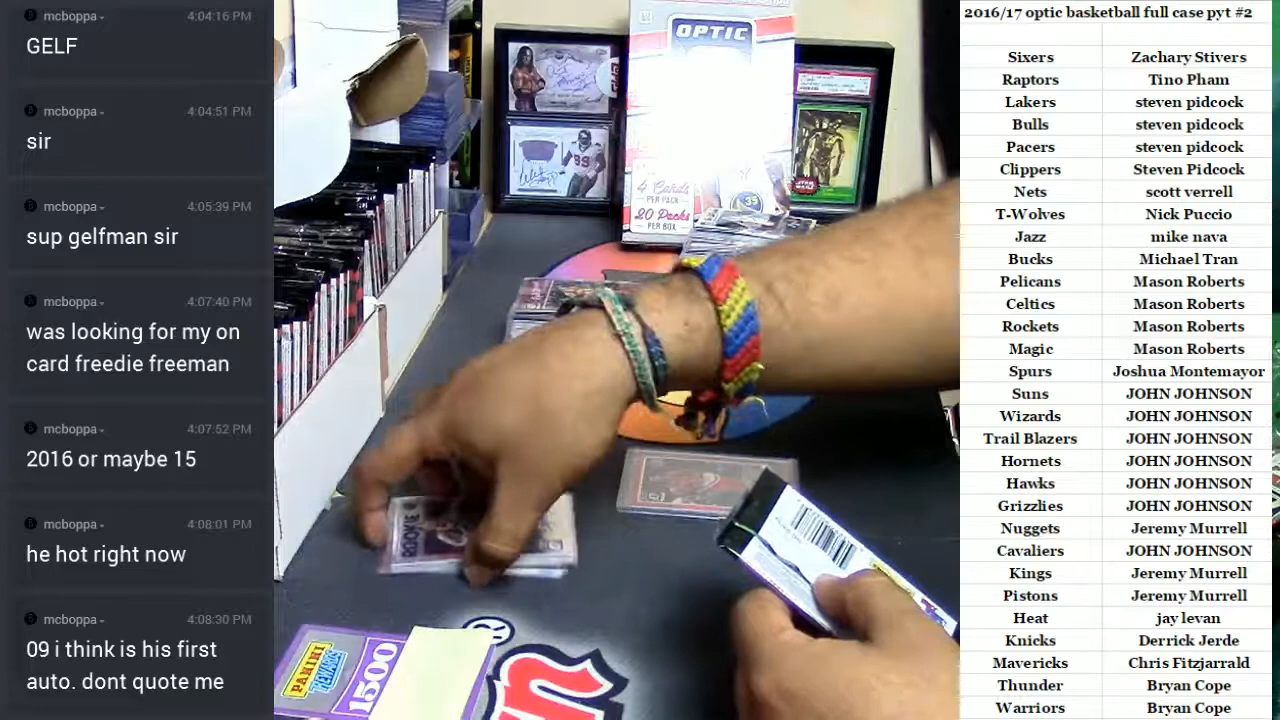 mcboppa 4:04:16 PM
GELF
mcboppa 4:04:51 PM
sir
mcboppa 4:05:39 PM
sup gelfman sir
mcboppa 4:07:40 PM
was looking for my on
card freedie freeman
mcboppa 4:07:52 PM
2016 or maybe 15
mcboppa 4:08:01 PM
he hot right now
mcboppa 4:08:30 PM
09 i think is his first
auto. dont quote me
OPTIC
4 Cards
PER PACK
20 Packs
PER BOX
39
99
STAR
WARS
ROOKIE
PANINI
REWARDS
1500
2016/17 optic basketball full case pyt #2
Sixers Zachary Stivers
Raptors Tino Pham
Lakers steven pidcock
Bulls steven pidcock
Pacers steven pidcock
Clippers Steven Pidcock
Nets scott verrell
T-Wolves Nick Puccio
Jazz mike nava
Bucks Michael Tran
Pelicans Mason Roberts
Celtics Mason Roberts
Rockets Mason Roberts
Magic Mason Roberts
Spurs Joshua Montemayor
Suns JOHN JOHNSON
Wizards JOHN JOHNSON
Trail Blazers JOHN JOHNSON
Hornets JOHN JOHNSON
Hawks JOHN JOHNSON
Grizzlies JOHN JOHNSON
Nuggets Jeremy Murrell
Cavaliers JOHN JOHNSON
Kings Jeremy Murrell
Pistons Jeremy Murrell
Heat jay levan
Knicks Derrick Jerde
Mavericks Chris Fitzjarrald
Thunder Bryan Cope
Warriors Bryan Cope